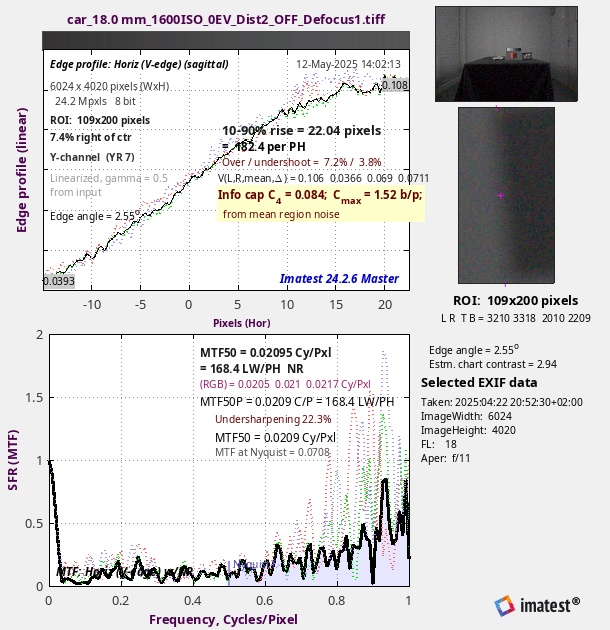 car_18.0 mm_1600ISO_0EV_Dist2_OFF_Defocus1.tiff
Edge profile: Horiz (V-edge) (sagittal)
12-May-2025 14:02:13
6024 x 4020 pixels (WxH)
24.2 Mpxls   8 bit
ROI:  109x200 pixels
7.4% right of ctr
Y-channel  (YR 7)
Linearized, gamma = 0.5
from input
Edge angle = 2.55o
0.108
10-90% rise = 22.04 pixels
= 182.4 per PH
Over / undershoot =  7.2% /  3.8%
V(L,R,mean,△) = 0.106  0.0366  0.069  0.0711
Info cap C4 = 0.084;  Cmax = 1.52 b/p;
from mean region noise
0.0393
Imatest 24.2.6 Master
Edge profile (linear)
-10 -5 0 5 10 15 20
Pixels (Hor)
ROI:  109x200 pixels
L R  T B = 3210 3318  2010 2209
Edge angle = 2.55o
Estm. chart contrast = 2.94
Selected EXIF data
Taken: 2025:04:22 20:52:30+02:00
ImageWidth:  6024
ImageHeight:  4020
FL:   18
Aper:  f/11
MTF50 = 0.02095 Cy/Pxl
= 168.4 LW/PH  NR
(RGB) = 0.0205  0.021  0.0217 Cy/Pxl
MTF50P = 0.0209 C/P = 168.4 LW/PH
Undersharpening 22.3%
MTF50 = 0.0209 Cy/Pxl
MTF at Nyquist = 0.0708
2
1.5
1
0.5
0
SFR (MTF)
MTF: Horiz (V-edge) w/NR
Nyquist
0 0.2 0.4 0.6 0.8 1
Frequency, Cycles/Pixel
imatest®